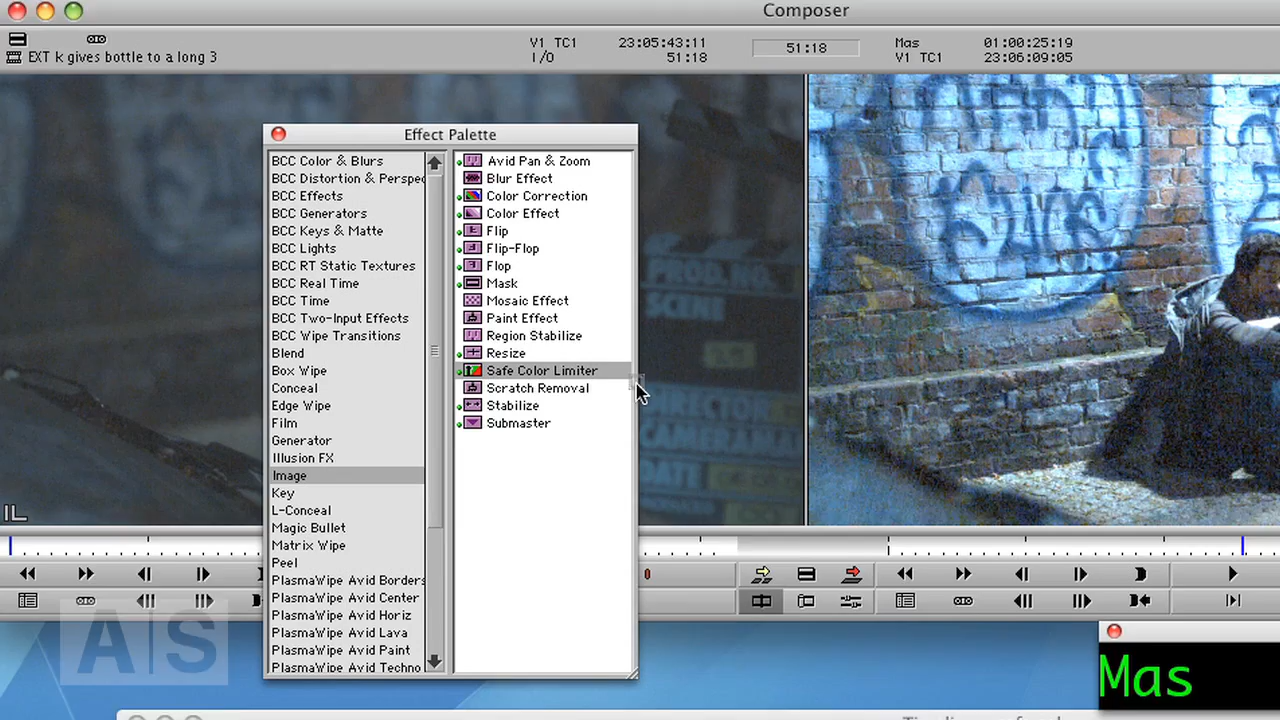 Composer
V1 TC1 23:05:43:11
I/O 51:18
51:18
Mas 01:00:25:19
V1 TC1 23:06:09:05
EXT k gives bottle to a long 3
Effect Palette
BCC Color & Blurs
BCC Distortion & Perspec
BCC Effects
BCC Generators
BCC Keys & Matte
BCC Lights
BCC RT Static Textures
BCC Real Time
BCC Time
BCC Two-Input Effects
BCC Wipe Transitions
Blend
Box Wipe
Conceal
Edge Wipe
Film
Generator
Illusion FX
Image
Key
L-Conceal
Magic Bullet
Matrix Wipe
Peel
PlasmaWipe Avid Borders
PlasmaWipe Avid Center
PlasmaWipe Avid Horiz
PlasmaWipe Avid Lava
PlasmaWipe Avid Paint
PlasmaWipe Avid Techno
Avid Pan & Zoom
Blur Effect
Color Correction
Color Effect
Flip
Flip-Flop
Flop
Mask
Mosaic Effect
Paint Effect
Region Stabilize
Resize
Safe Color Limiter
Scratch Removal
Stabilize
Submaster
PROD.CO.
SCENE
DIRECTOR
CAMERAMAN
DATE
A|S
Mas